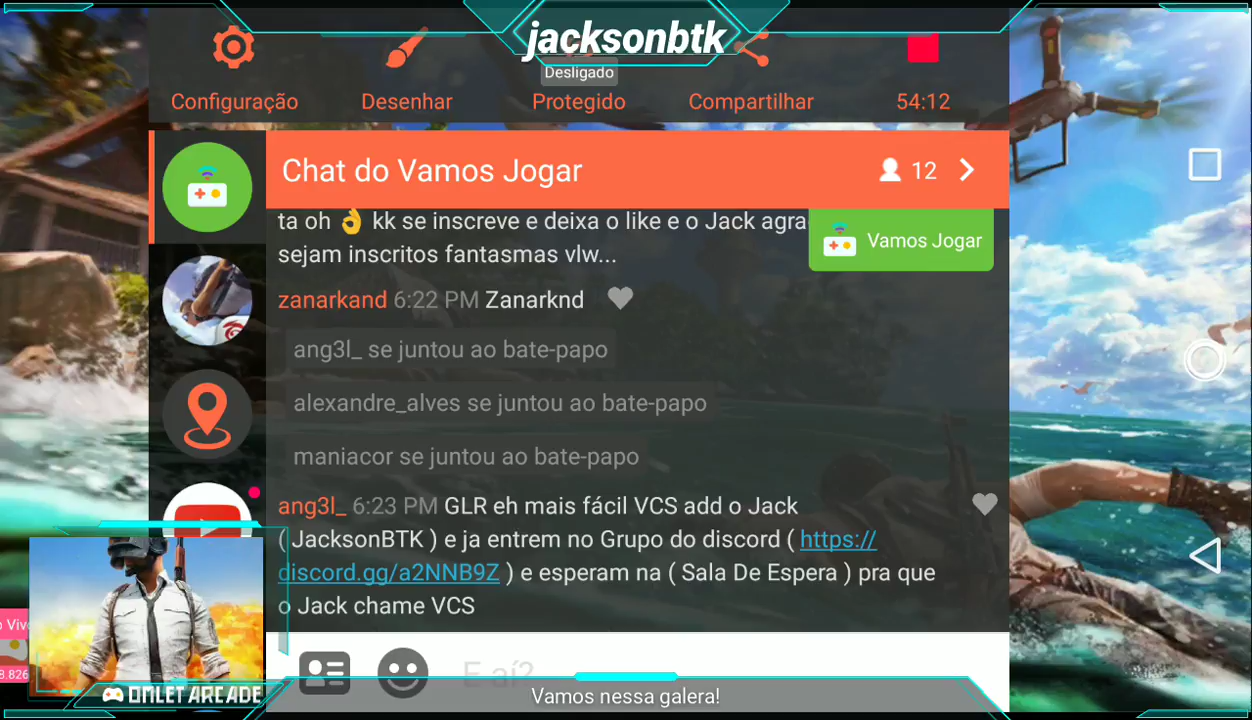 jacksonbtk
Desligado
Configuração
Desenhar
Protegido
Compartilhar
54:12
Chat do Vamos Jogar
12
ta oh 👌 kk se inscreve e deixa o like e o Jack agra
sejam inscritos fantasmas vlw...
Vamos Jogar
zanarkand 6:22 PM Zanarknd
ang3l_ se juntou ao bate-papo
alexandre_alves se juntou ao bate-papo
maniacor se juntou ao bate-papo
ang3l_ 6:23 PM GLR eh mais fácil VCS add o Jack
( JacksonBTK ) e ja entrem no Grupo do discord ( https://
discord.gg/a2NNB9Z ) e esperam na ( Sala De Espera ) pra que
o Jack chame VCS
o Vivo
8.826
E aí?
OMLET ARCADE
Vamos nessa galera!